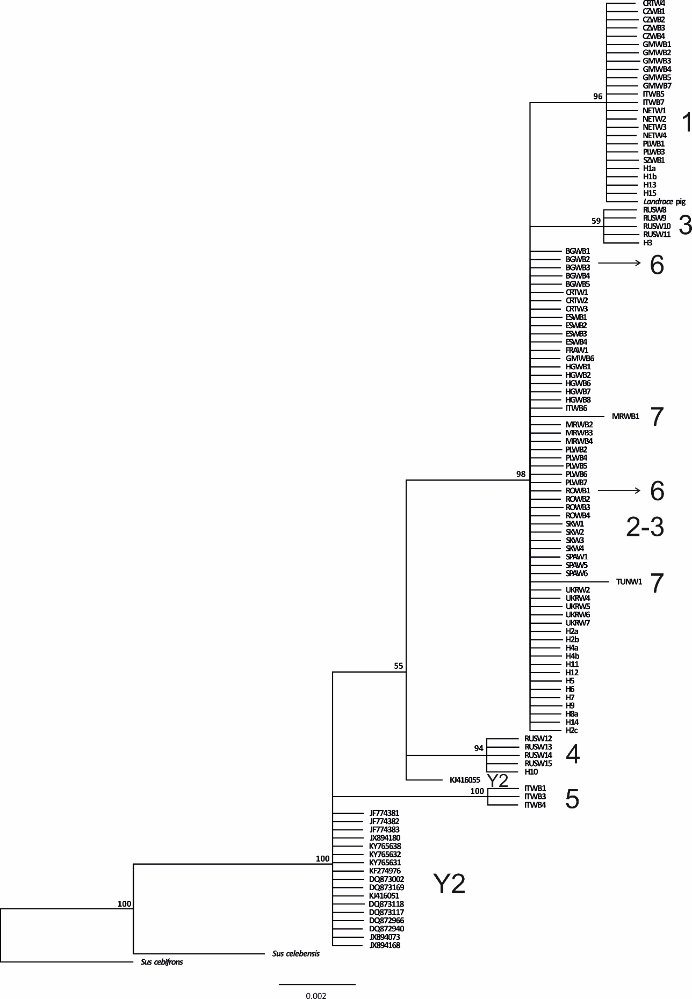 CRTW4
CZWB1
CZWB2
CZWB3
CZWB4
GMWB1
GMWB2
GMWB3
GMWB4
GMWB5
GMWB7
ITWB5
96
ITWB7
NETW1
NETW2
1
NETW3
NETW4
PLWB1
PLWB3
SZWB1
H1a
H1b
H13
H15
Landrace pig
RUSW8
RUSW9
59
RUSW10
3
RUSW11
H3
BGWB1
BGWB2
BGWB3
6
BGWB4
BGWB5
CRTW1
CRTW2
CRTW3
ESWB1
ESWB2
ESWB3
ESWB4
FRAW1
GMWB6
HGWB1
HGWB2
HGWB6
HGWB7
HGWB8
ITWB6
MRWB1
7
MRWB2
MRWB3
MRWB4
PLWB2
PLWB4
PLWB5
98
PLWB6
PLWB7
ROWB1
6
ROWB2
ROWB3
ROWB4
SKW1
2-3
SKW2
SKW3
SKW4
SPAW1
SPAW5
SPAW6
TUNW1
7
UKRW2
UKRW4
UKRW5
UKRW6
UKRW7
H2a
H2b
H4a
H4b
H11
55
H12
H5
H6
H7
H9
H8a
H14
H2c
RUSW12
RUSW13
94
RUSW14
4
RUSW15
H10
KJ416055
Y2
ITWB1
100
ITWB3
5
ITWB4
JF774381
JF774382
JF774383
JX894180
KY765638
KY765632
100
KY765631
KF274976
DQ873002
Y2
DQ873169
KJ416051
100
DQ873118
DQ873117
DQ872966
DQ872940
JX894073
JX894168
Sus celebensis
Sus cebifrons
0.002